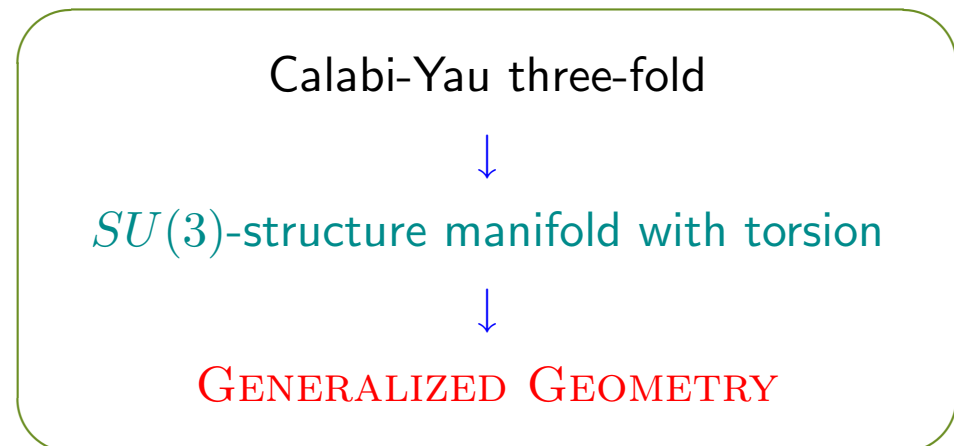 Calabi-Yau three-fold
↓
SU(3)-structure manifold with torsion
↓
GENERALIZED GEOMETRY